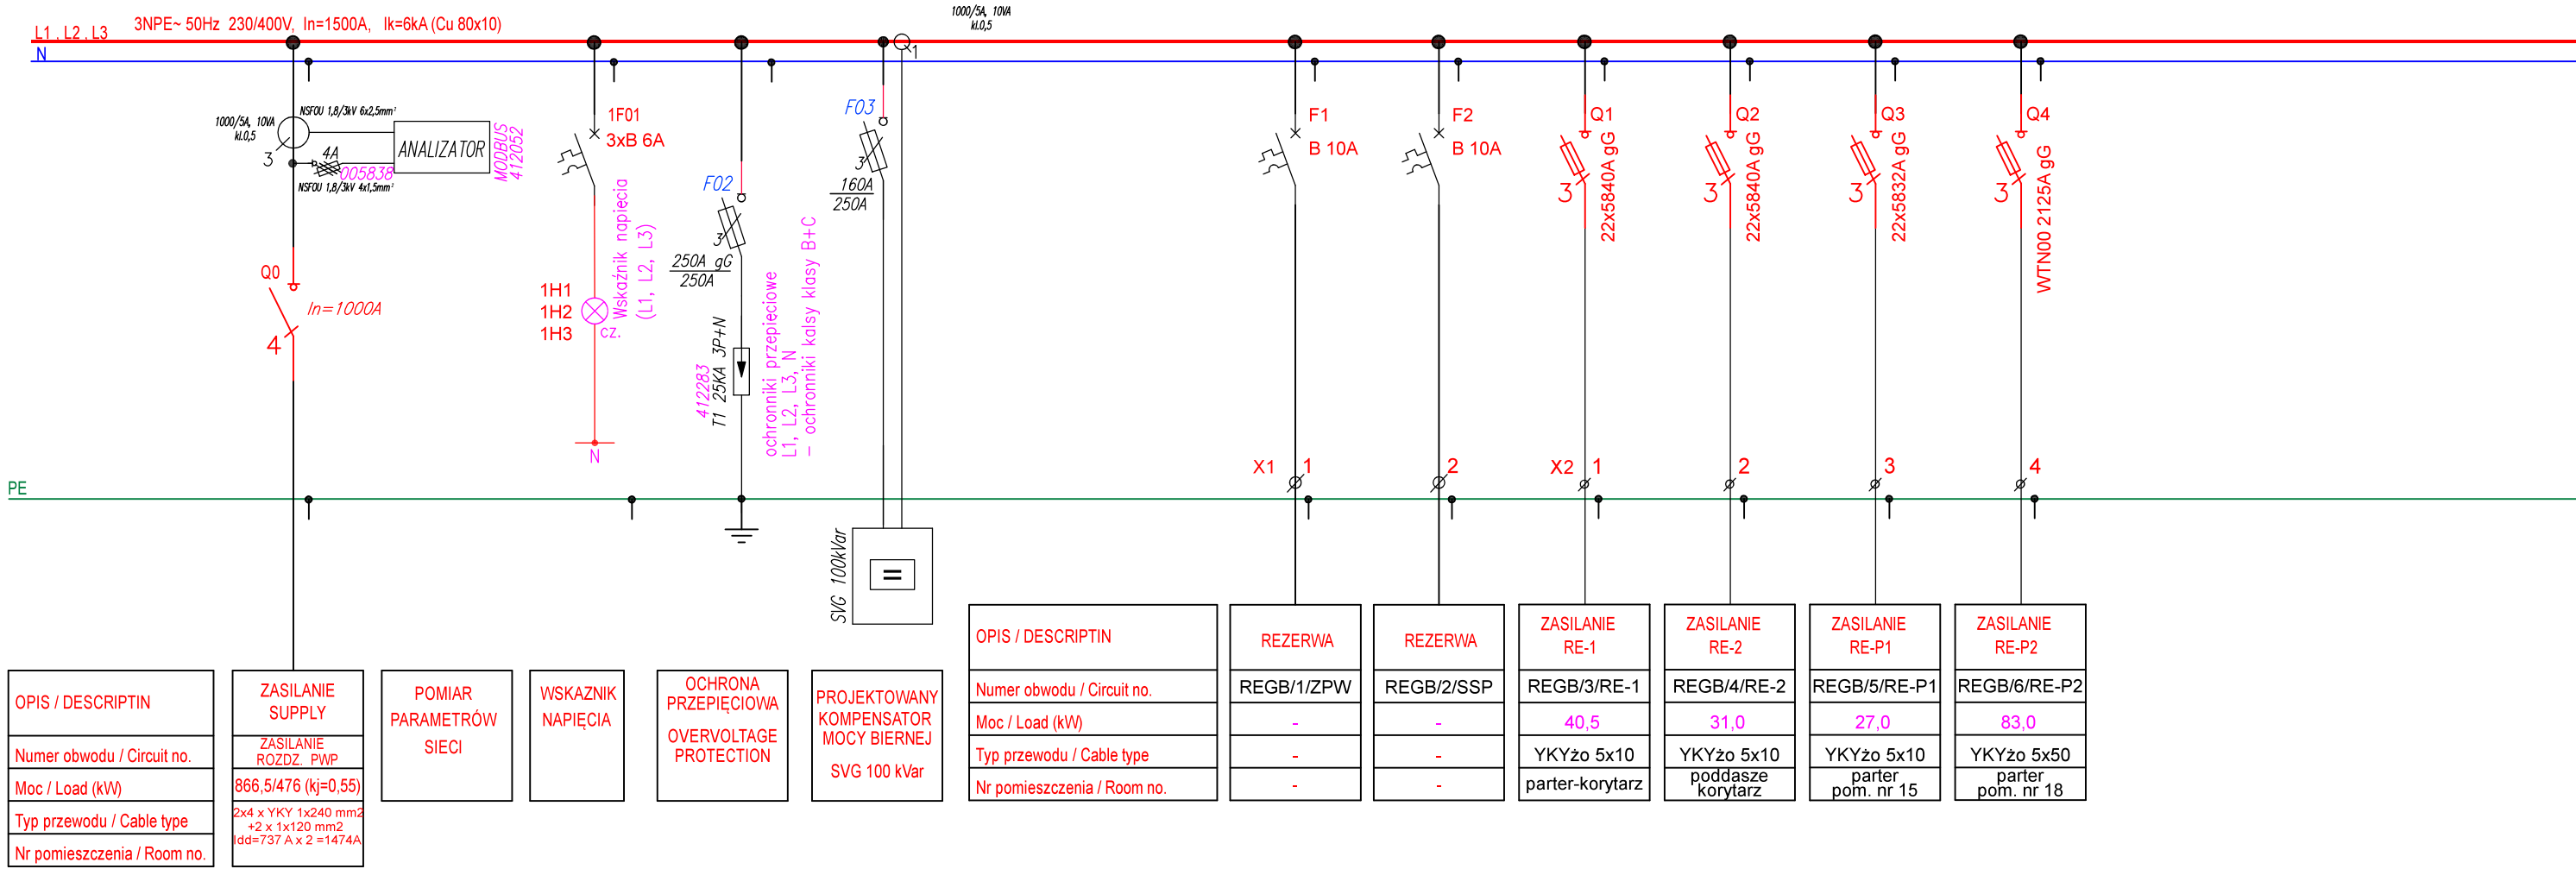 L1 , L2 , L3
3NPE~ 50Hz 230/400V, In=1500A, Ik=6kA (Cu 80x10)
N
1000/5A, 10VA
kl.0,5
1
NSFOU 1,8/3kV 6x2,5mm²
1000/5A, 10VA
kl.0,5
3
4A
005838
NSFOU 1,8/3kV 4x1,5mm²
ANALIZATOR
MODBUS
412052
Q0
In=1000A
4
1F01
3xB 6A
Wskaźnik napiecia
(L1, L2, L3)
1H1
1H2
1H3
cz.
N
F02
3
250A gG
250A
412283
T1 25KA 3P+N
ochronniki przepieciowe
L1, L2, L3, N
- ochronniki kalsy klasy B+C
F03
3
160A
250A
SVG 100kVar
=
F1
B 10A
F2
B 10A
Q1
3
22x5840A gG
Q2
3
22x5840A gG
Q3
3
22x5832A gG
Q4
3
WTN00 2125A gG
X1 1
2
X2 1
2
3
4
PE
OPIS / DESCRIPTIN
Numer obwodu / Circuit no.
Moc / Load (kW)
Typ przewodu / Cable type
Nr pomieszczenia / Room no.
ZASILANIE
SUPPLY
ZASILANIE
ROZDZ. PWP
866,5/476 (kj=0,55)
2x4 x YKY 1x240 mm2
+2 x 1x120 mm2
Idd=737 A x 2 =1474A
POMIAR
PARAMETRÓW
SIECI
WSKAZNIK
NAPIĘCIA
OCHRONA
PRZEPIĘCIOWA
OVERVOLTAGE
PROTECTION
PROJEKTOWANY
KOMPENSATOR
MOCY BIERNEJ
SVG 100 kVar
OPIS / DESCRIPTIN
Numer obwodu / Circuit no.
Moc / Load (kW)
Typ przewodu / Cable type
Nr pomieszczenia / Room no.
REZERWA
REGB/1/ZPW
-
-
-
REZERWA
REGB/2/SSP
-
-
-
ZASILANIE
RE-1
REGB/3/RE-1
40,5
YKYżo 5x10
parter-korytarz
ZASILANIE
RE-2
REGB/4/RE-2
31,0
YKYżo 5x10
poddasze
korytarz
ZASILANIE
RE-P1
REGB/5/RE-P1
27,0
YKYżo 5x10
parter
pom. nr 15
ZASILANIE
RE-P2
REGB/6/RE-P2
83,0
YKYżo 5x50
parter
pom. nr 18